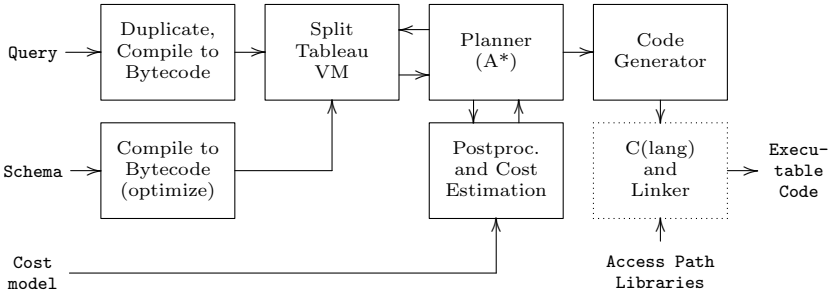 Query
Duplicate,
Compile to
Bytecode
Split
Tableau
VM
Planner
(A*)
Code
Generator
Schema
Compile to
Bytecode
(optimize)
Postproc.
and Cost
Estimation
C(lang)
and
Linker
Execu-
table
Code
Cost
model
Access Path
Libraries